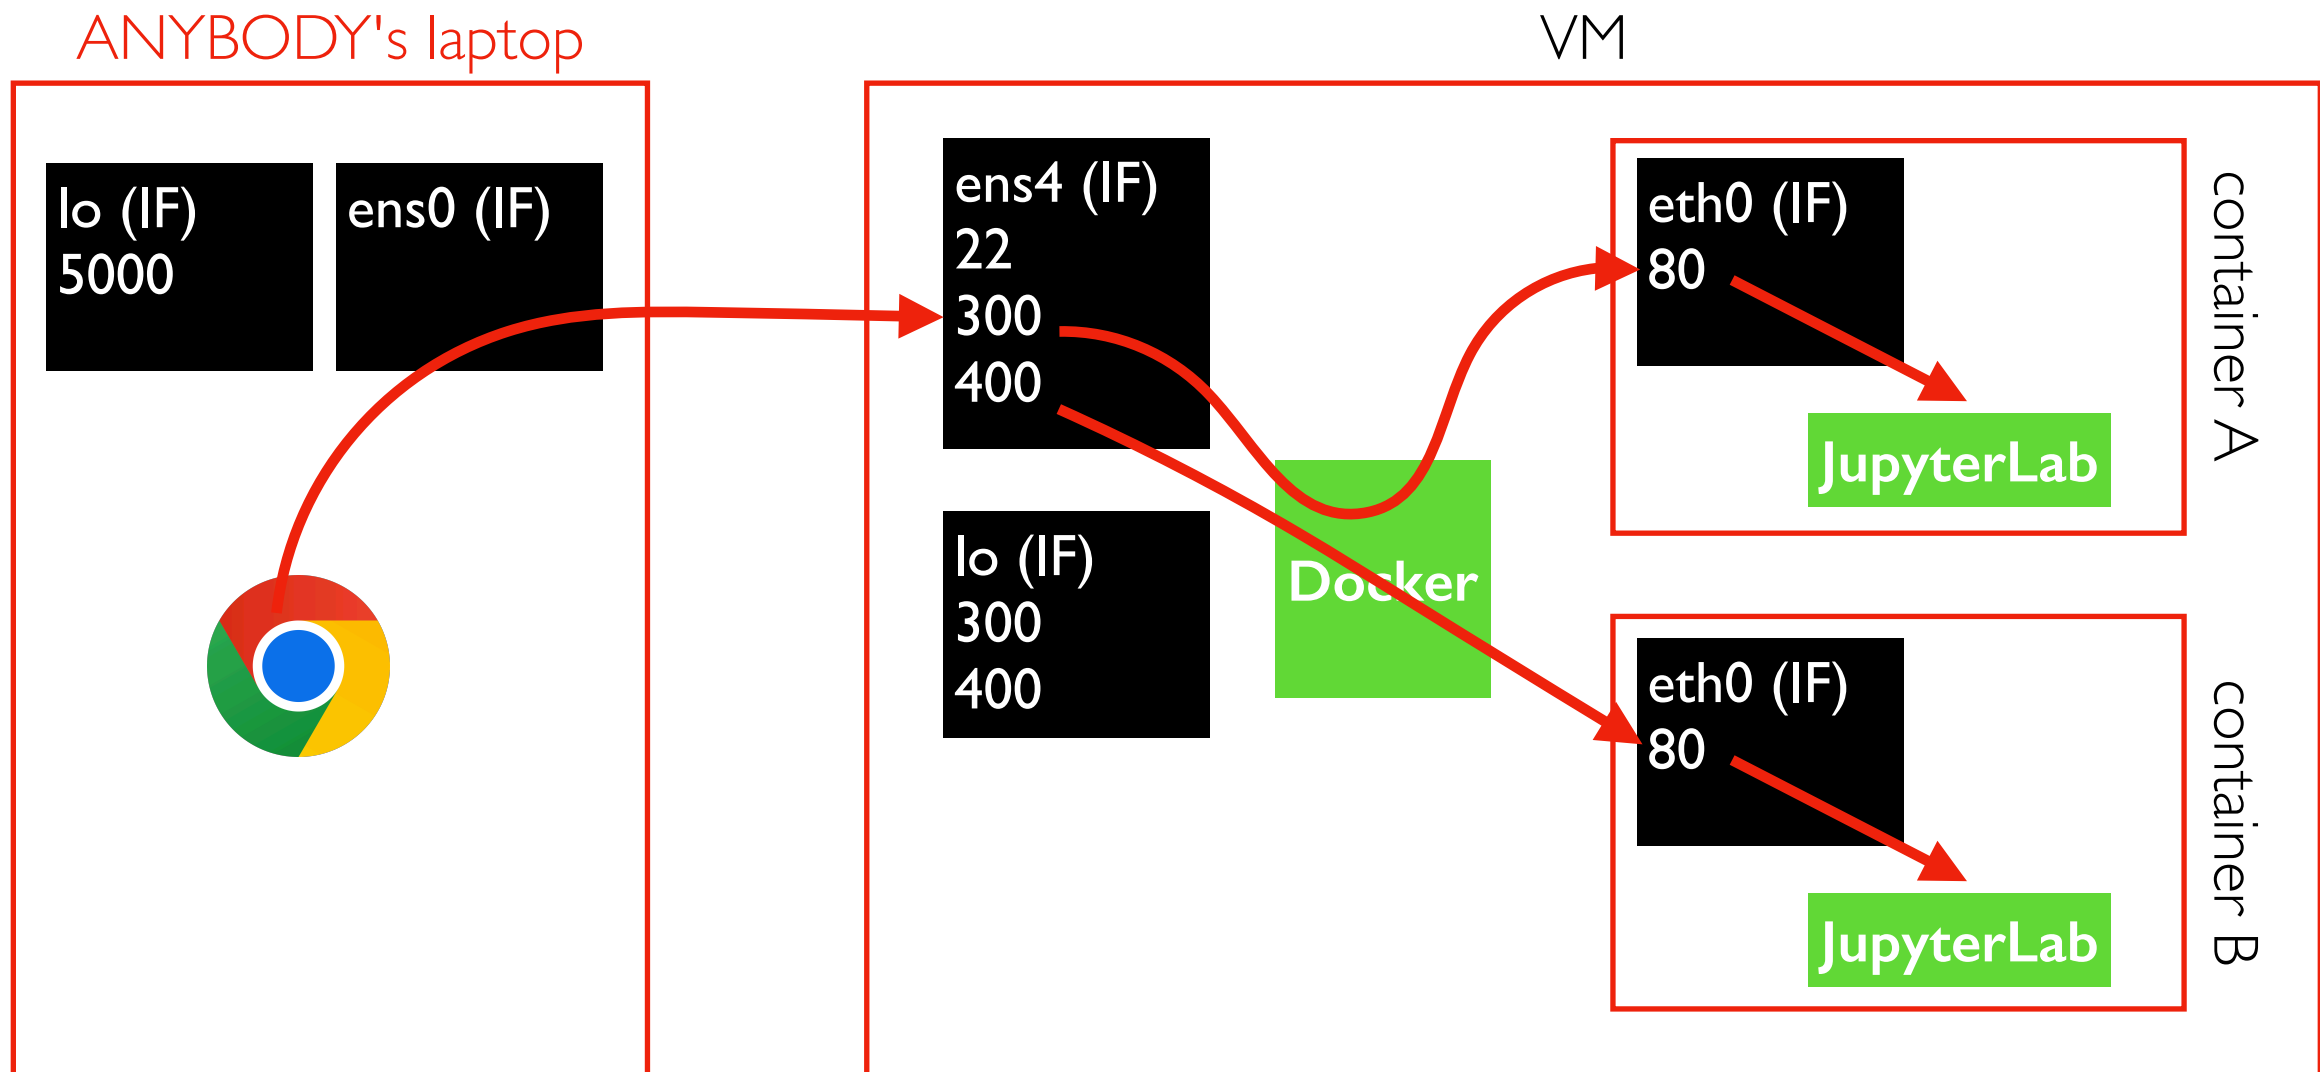 ANYBODY's laptop
VM
lo (IF)
5000
ens0 (IF)
ens4 (IF)
22
300
400
lo (IF)
300
400
Docker
eth0 (IF)
80
JupyterLab
container A
eth0 (IF)
80
JupyterLab
container B